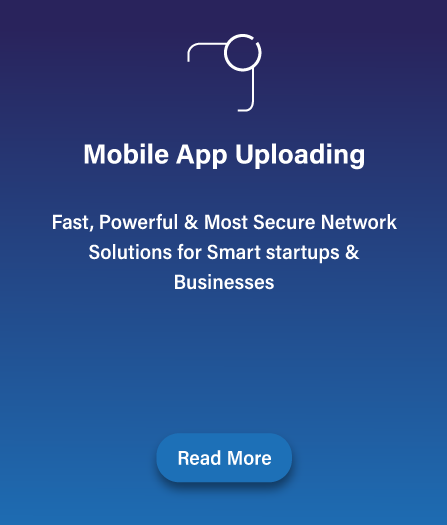 Mobile App Uploading
Fast, Powerful & Most Secure Network
Solutions for Smart startups &
Businesses
Read More